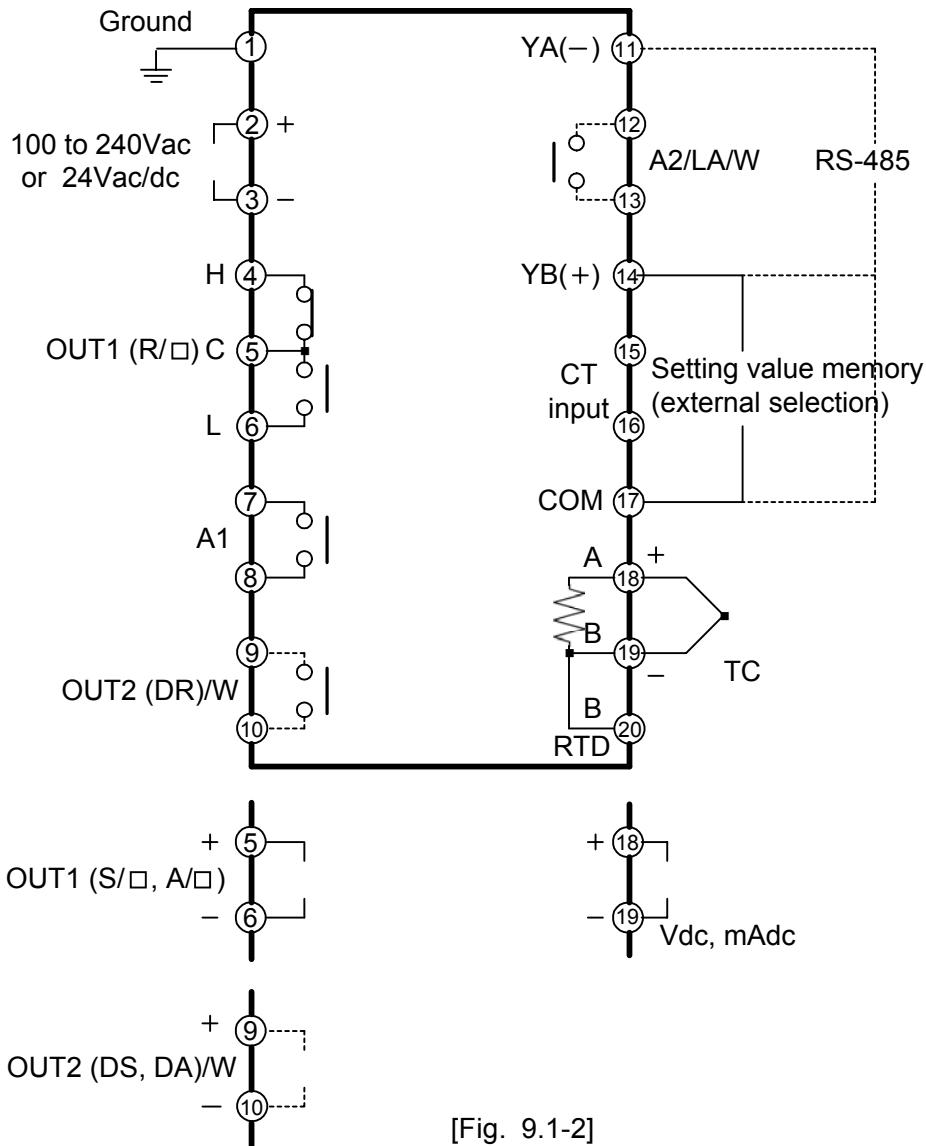 Ground
1
YA(−) 11
2 +
100 to 240Vac
or 24Vac/dc
3 −
12
A2/LA/W
13
RS-485
H 4
OUT1 (R/□) C 5
L 6
YB(+) 14
15
CT
input
16
Setting value memory
(external selection)
7
A1
8
COM 17
A 18 +
B 19 −
TC
B 20
RTD
9
OUT2 (DR)/W
10
+ 5
OUT1 (S/□, A/□)
− 6
+ 18
− 19
Vdc, mAdc
+ 9
OUT2 (DS, DA)/W
− 10
[Fig. 9.1-2]